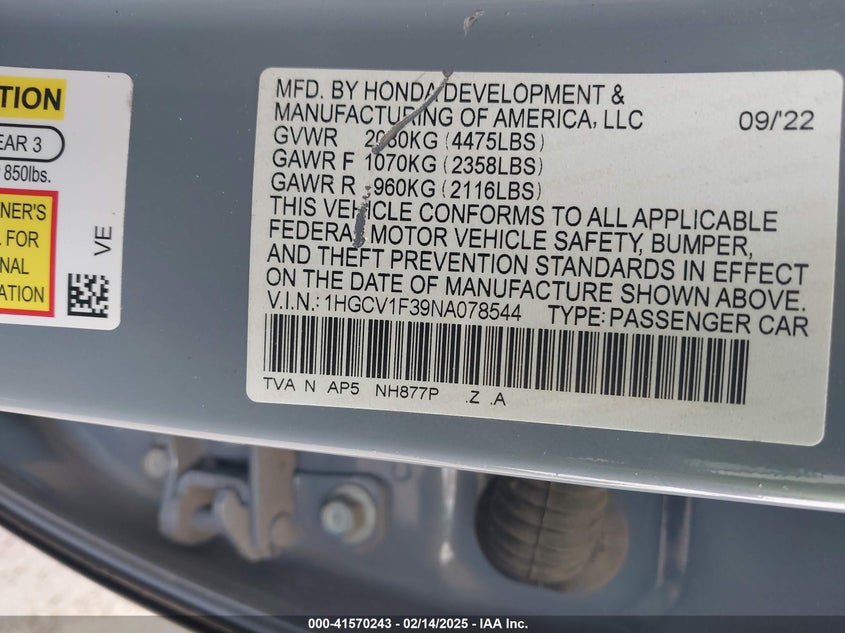 TION
EAR 3
850lbs.
NER'S
FOR
NAL
ATION
VE
MFD. BY HONDA DEVELOPMENT &
MANUFACTURING OF AMERICA, LLC 09/'22
GVWR 2030KG (4475LBS)
GAWR F 1070KG (2358LBS)
GAWR R 960KG (2116LBS)
THIS VEHICLE CONFORMS TO ALL APPLICABLE
FEDERAL MOTOR VEHICLE SAFETY, BUMPER,
AND THEFT PREVENTION STANDARDS IN EFFECT
ON THE DATE OF MANUFACTURE SHOWN ABOVE.
V.I.N.: 1HGCV1F39NA078544 TYPE: PASSENGER CAR
TVA N AP5 NH877P .Z .A
000-41570243 - 02/14/2025 - IAA Inc.